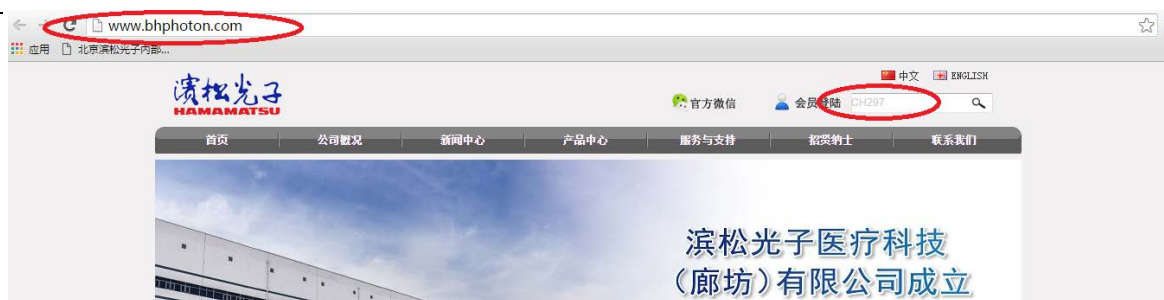 www.bhphoton.com
应用 北京滨松光子内部...
中文 ENGLISH
濱松光子
HAMAMATSU
官方微信 会员登陆 CH297
首页 公司概况 新闻中心 产品中心 服务与支持 招贤纳士 联系我们
滨松光子医疗科技
（廊坊）有限公司成立